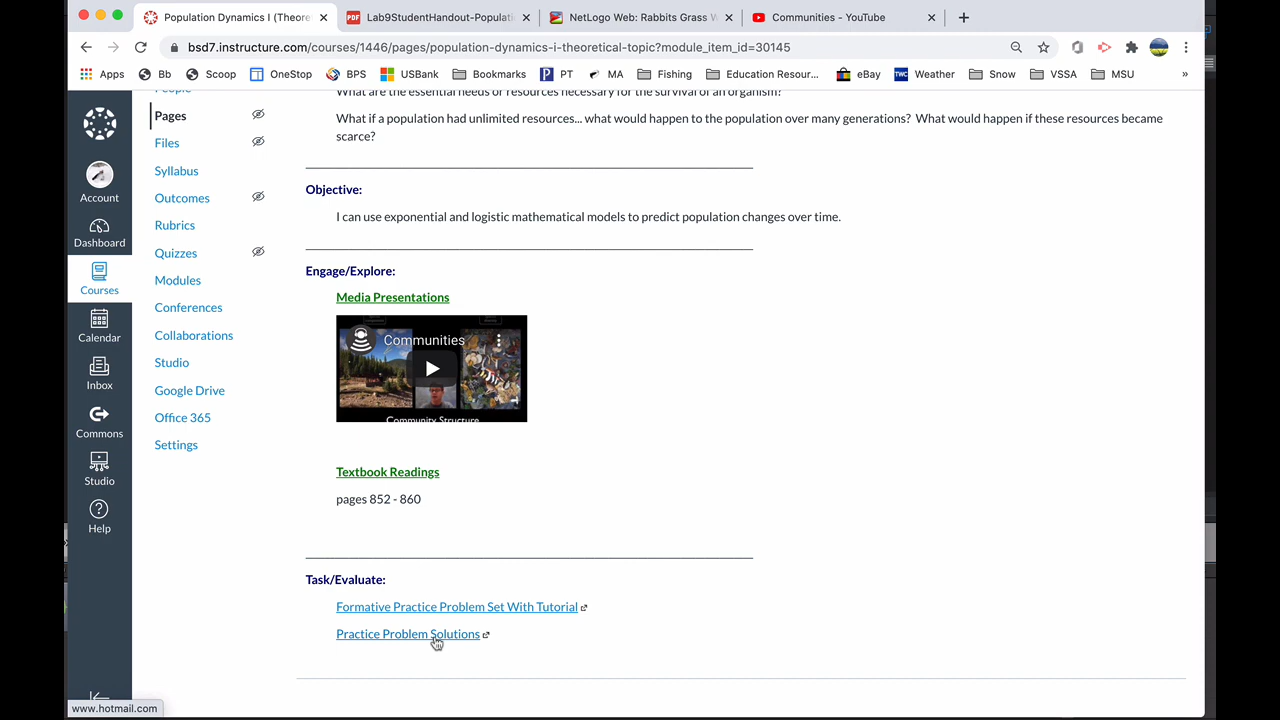 Population Dynamics I (Theore
Lab9StudentHandout-Populati
NetLogo Web: Rabbits Grass W
Communities - YouTube
bsd7.instructure.com/courses/1446/pages/population-dynamics-i-theoretical-topic?module_item_id=30145
Apps
Bb
Scoop
OneStop
BPS
USBank
Bookmarks
PT
MA
Fishing
Education Resour...
eBay
Weather
Snow
VSSA
MSU
»
Account
Dashboard
Courses
Calendar
Inbox
Commons
Studio
Help
People
Pages
Files
Syllabus
Outcomes
Rubrics
Quizzes
Modules
Conferences
Collaborations
Studio
Google Drive
Office 365
Settings
What are the essential needs or resources necessary for the survival of an organism?
What if a population had unlimited resources... what would happen to the population over many generations? What would happen if these resources became
scarce?
Objective:
I can use exponential and logistic mathematical models to predict population changes over time.
Engage/Explore:
Media Presentations
Communities
Community Structure
Textbook Readings
pages 852 - 860
Task/Evaluate:
Formative Practice Problem Set With Tutorial
Practice Problem Solutions
www.hotmail.com